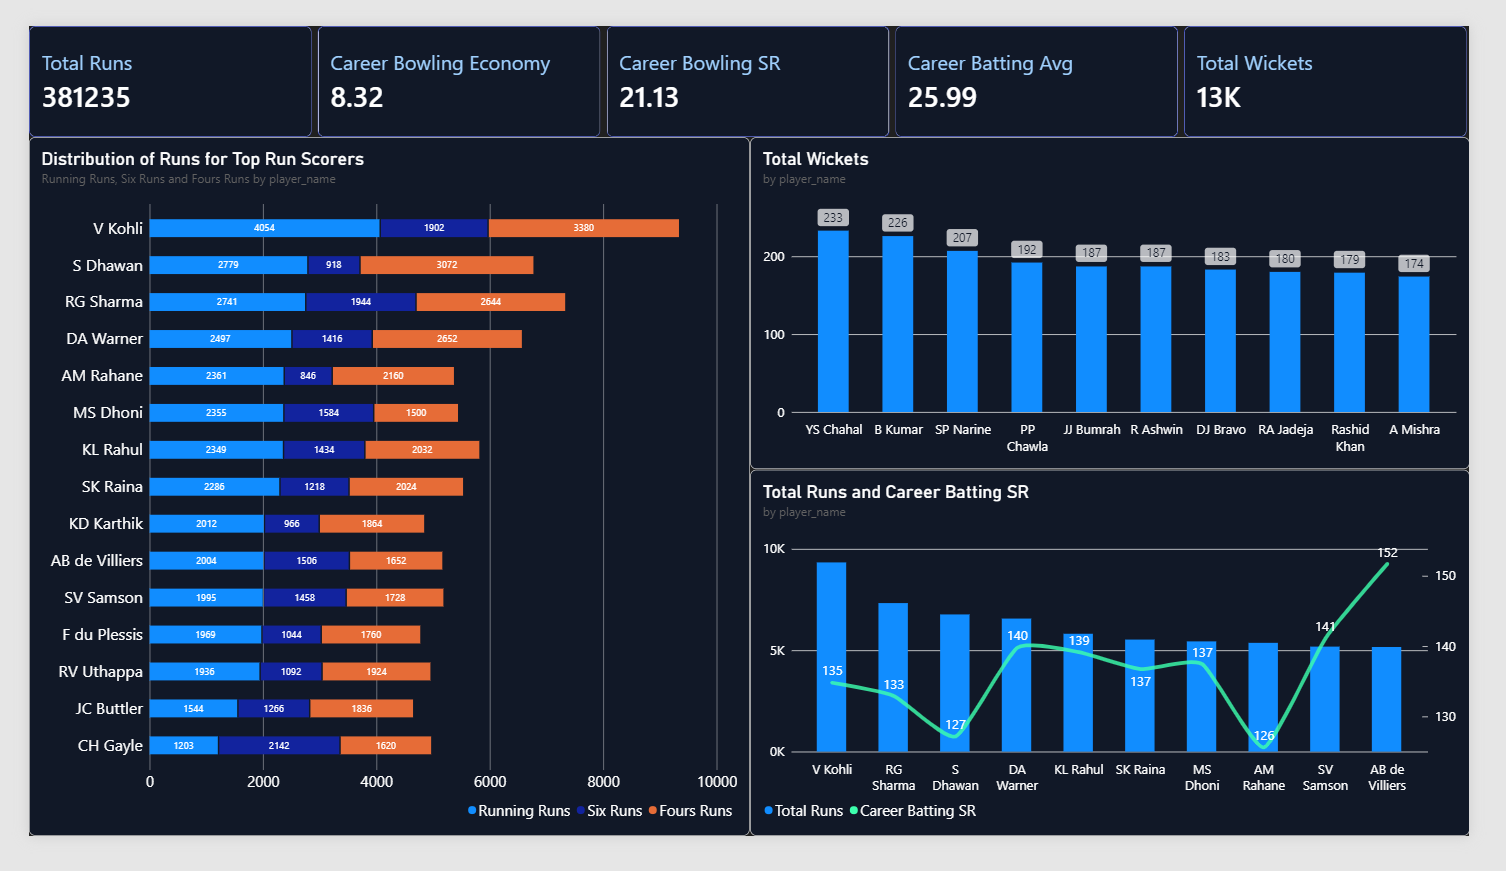 Total Runs
381235
Career Bowling Economy
8.32
Career Bowling SR
21.13
Career Batting Avg
25.99
Total Wickets
13K
Distribution of Runs for Top Run Scorers
Running Runs, Six Runs and Fours Runs by player_name
V Kohli 4054 1902 3380
S Dhawan 2779 918 3072
RG Sharma 2741 1944 2644
DA Warner 2497 1416 2652
AM Rahane 2361 846 2160
MS Dhoni 2355 1584 1500
KL Rahul 2349 1434 2032
SK Raina 2286 1218 2024
KD Karthik 2012 966 1864
AB de Villiers 2004 1506 1652
SV Samson 1995 1458 1728
F du Plessis 1969 1044 1760
RV Uthappa 1936 1092 1924
JC Buttler 1544 1266 1836
CH Gayle 1203 2142 1620
0 2000 4000 6000 8000 10000
Running Runs Six Runs Fours Runs
Total Wickets
by player_name
233 226 207 192 187 187 183 180 179 174
200
100
0
YS Chahal B Kumar SP Narine PP JJ Bumrah R Ashwin DJ Bravo RA Jadeja Rashid A Mishra
Chawla Khan
Total Runs and Career Batting SR
by player_name
10K
5K
0K
135 133 127 140 139 137 137 126 141 152
150
140
130
V Kohli RG S DA KL Rahul SK Raina MS AM SV AB de
Sharma Dhawan Warner Dhoni Rahane Samson Villiers
Total Runs Career Batting SR